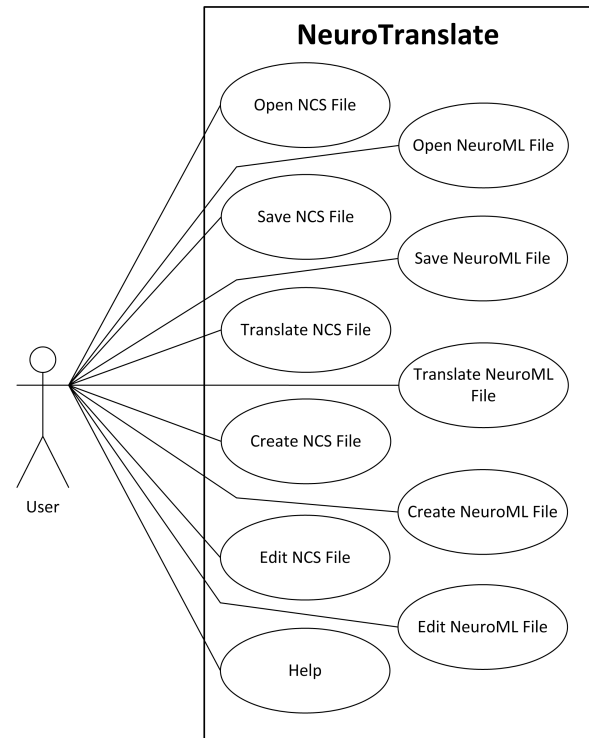 NeuroTranslate
Open NCS File
Open NeuroML File
Save NCS File
Save NeuroML File
Translate NCS File
Translate NeuroML
File
Create NCS File
User
Create NeuroML File
Edit NCS File
Edit NeuroML File
Help